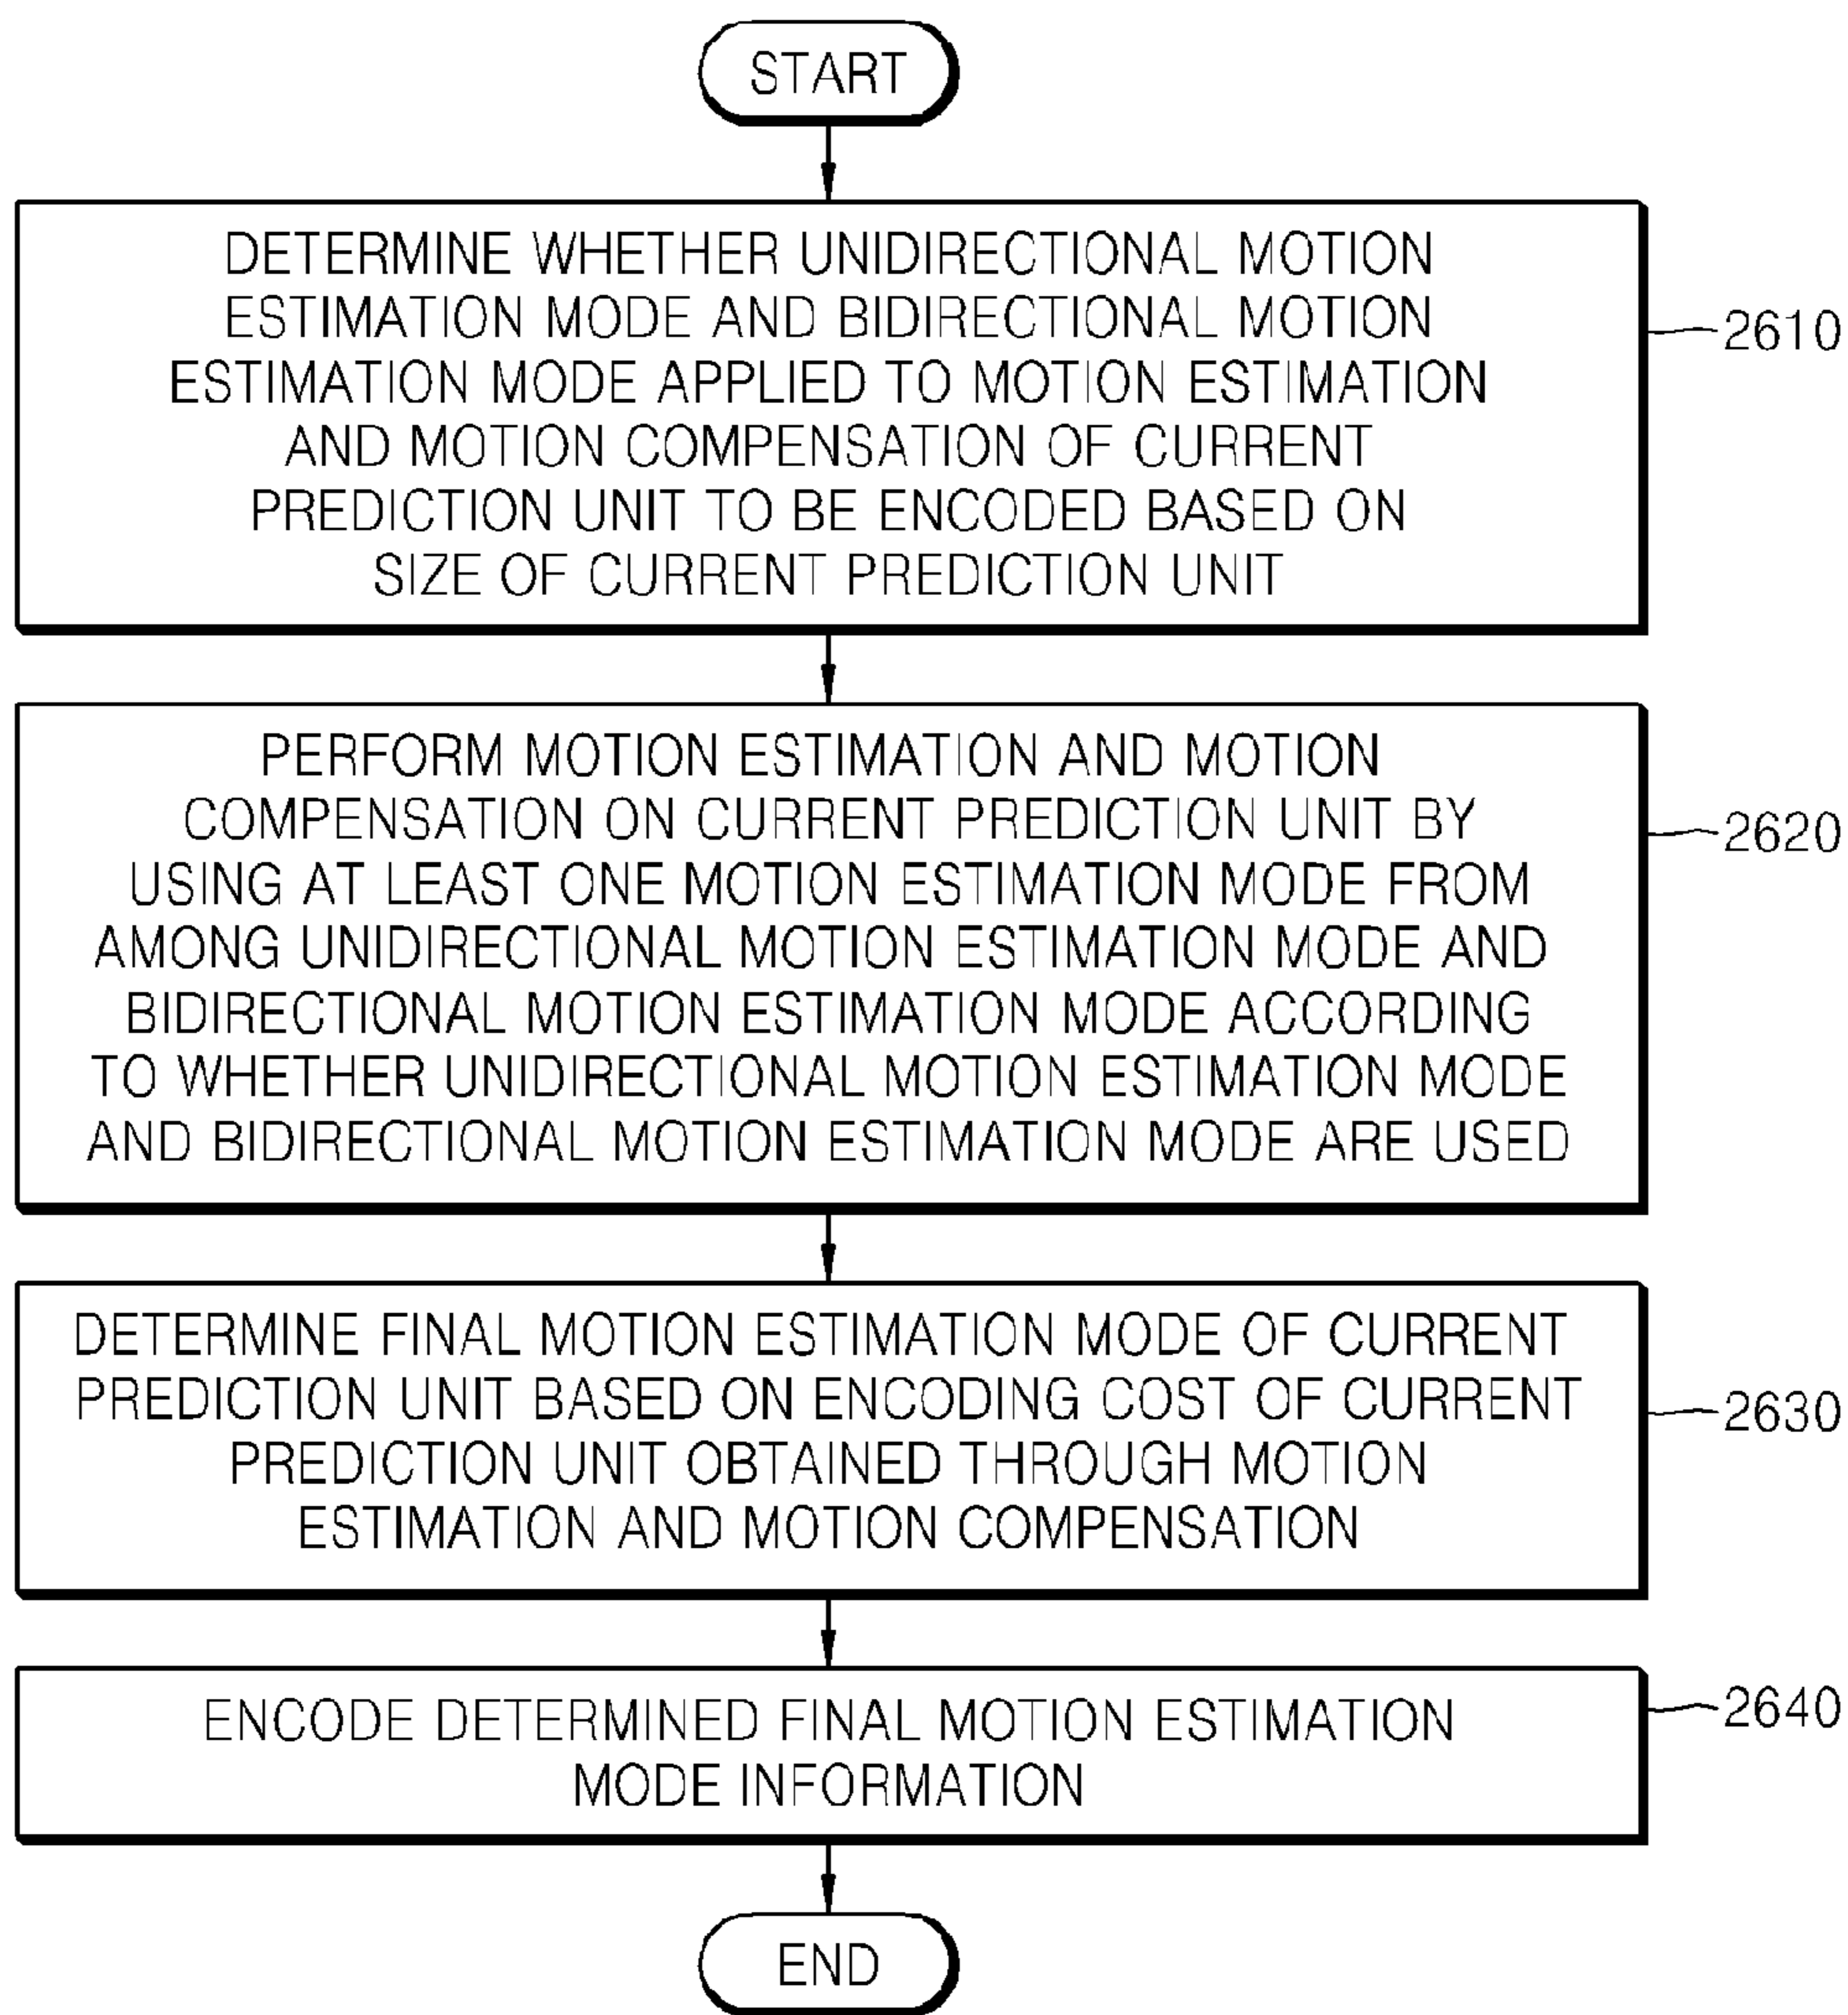 START
DETERMINE WHETHER UNIDIRECTIONAL MOTION
ESTIMATION MODE AND BIDIRECTIONAL MOTION
ESTIMATION MODE APPLIED TO MOTION ESTIMATION
AND MOTION COMPENSATION OF CURRENT
PREDICTION UNIT TO BE ENCODED BASED ON
SIZE OF CURRENT PREDICTION UNIT
2610
PERFORM MOTION ESTIMATION AND MOTION
COMPENSATION ON CURRENT PREDICTION UNIT BY
USING AT LEAST ONE MOTION ESTIMATION MODE FROM
AMONG UNIDIRECTIONAL MOTION ESTIMATION MODE AND
BIDIRECTIONAL MOTION ESTIMATION MODE ACCORDING
TO WHETHER UNIDIRECTIONAL MOTION ESTIMATION MODE
AND BIDIRECTIONAL MOTION ESTIMATION MODE ARE USED
2620
DETERMINE FINAL MOTION ESTIMATION MODE OF CURRENT
PREDICTION UNIT BASED ON ENCODING COST OF CURRENT
PREDICTION UNIT OBTAINED THROUGH MOTION
ESTIMATION AND MOTION COMPENSATION
2630
ENCODE DETERMINED FINAL MOTION ESTIMATION
MODE INFORMATION
2640
END